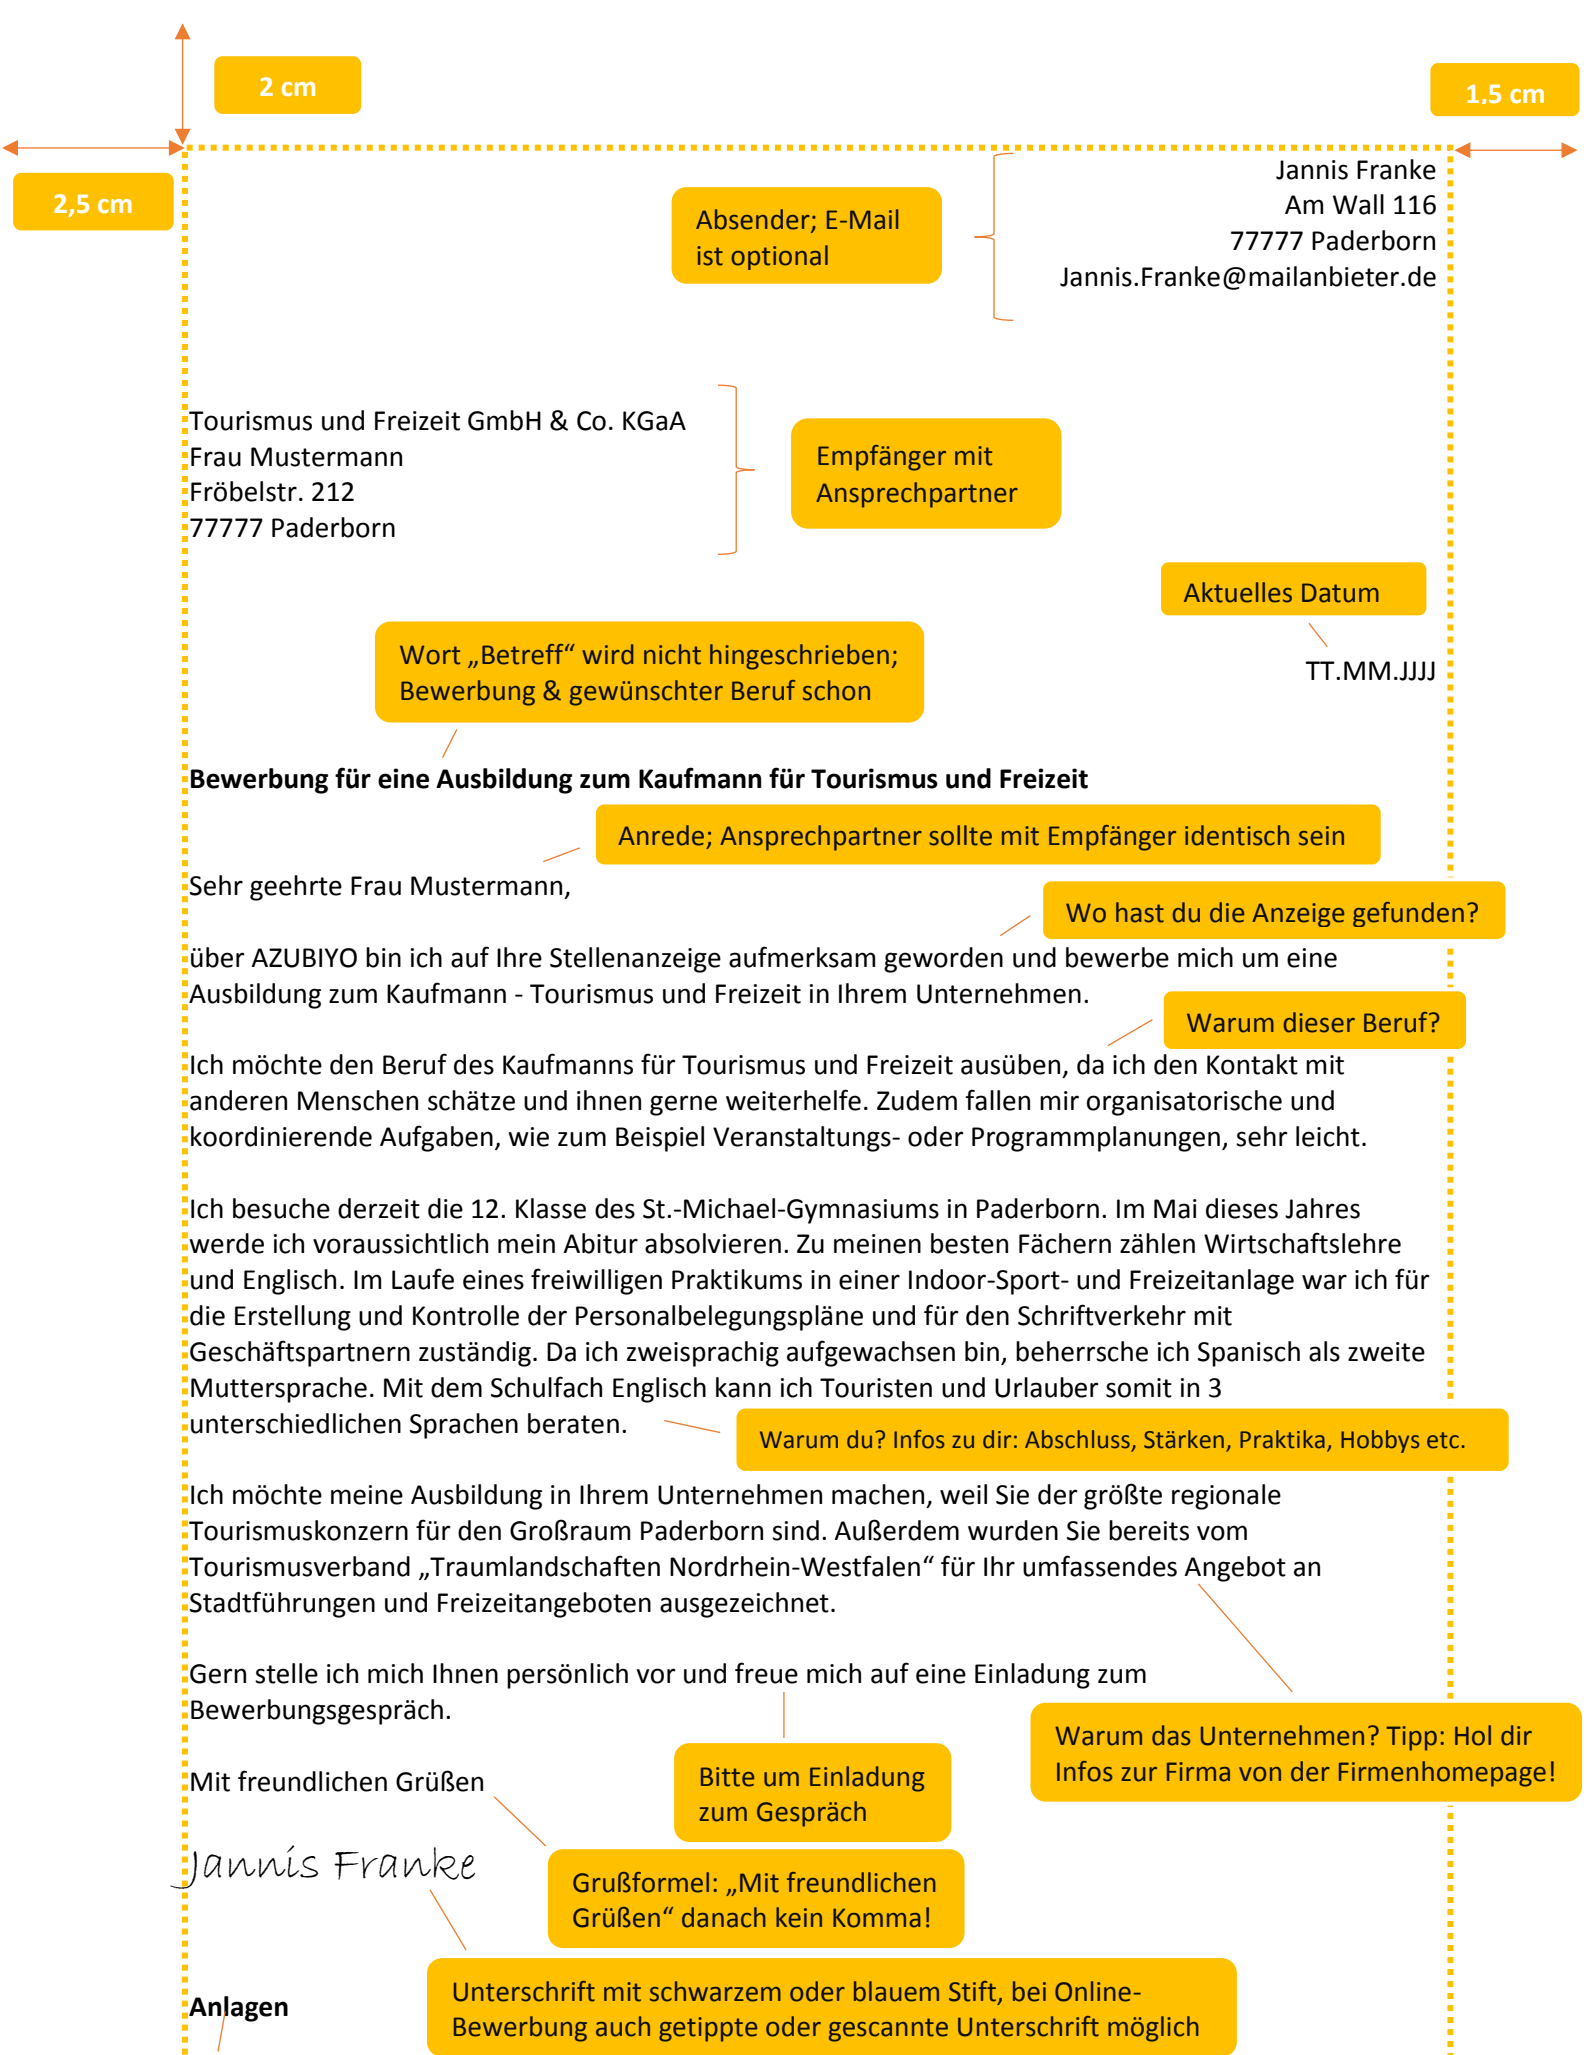 2 cm
1,5 cm
2,5 cm
Jannis Franke
Am Wall 116
77777 Paderborn
Jannis.Franke@mailanbieter.de
Absender; E-Mail
ist optional
Tourismus und Freizeit GmbH & Co. KGaA
Frau Mustermann
Fröbelstr. 212
77777 Paderborn
Empfänger mit
Ansprechpartner
Aktuelles Datum
TT.MM.JJJJ
Wort „Betreff“ wird nicht hingeschrieben;
Bewerbung & gewünschter Beruf schon
Bewerbung für eine Ausbildung zum Kaufmann für Tourismus und Freizeit
Anrede; Ansprechpartner sollte mit Empfänger identisch sein
Sehr geehrte Frau Mustermann,
Wo hast du die Anzeige gefunden?
über AZUBIYO bin ich auf Ihre Stellenanzeige aufmerksam geworden und bewerbe mich um eine
Ausbildung zum Kaufmann - Tourismus und Freizeit in Ihrem Unternehmen.
Warum dieser Beruf?
Ich möchte den Beruf des Kaufmanns für Tourismus und Freizeit ausüben, da ich den Kontakt mit
anderen Menschen schätze und ihnen gerne weiterhelfe. Zudem fallen mir organisatorische und
koordinierende Aufgaben, wie zum Beispiel Veranstaltungs- oder Programmplanungen, sehr leicht.
Ich besuche derzeit die 12. Klasse des St.-Michael-Gymnasiums in Paderborn. Im Mai dieses Jahres
werde ich voraussichtlich mein Abitur absolvieren. Zu meinen besten Fächern zählen Wirtschaftslehre
und Englisch. Im Laufe eines freiwilligen Praktikums in einer Indoor-Sport- und Freizeitanlage war ich für
die Erstellung und Kontrolle der Personalbelegungspläne und für den Schriftverkehr mit
Geschäftspartnern zuständig. Da ich zweisprachig aufgewachsen bin, beherrsche ich Spanisch als zweite
Muttersprache. Mit dem Schulfach Englisch kann ich Touristen und Urlauber somit in 3
unterschiedlichen Sprachen beraten.
Warum du? Infos zu dir: Abschluss, Stärken, Praktika, Hobbys etc.
Ich möchte meine Ausbildung in Ihrem Unternehmen machen, weil Sie der größte regionale
Tourismuskonzern für den Großraum Paderborn sind. Außerdem wurden Sie bereits vom
Tourismusverband „Traumlandschaften Nordrhein-Westfalen“ für Ihr umfassendes Angebot an
Stadtführungen und Freizeitangeboten ausgezeichnet.
Gern stelle ich mich Ihnen persönlich vor und freue mich auf eine Einladung zum
Bewerbungsgespräch.
Warum das Unternehmen? Tipp: Hol dir
Infos zur Firma von der Firmenhomepage!
Bitte um Einladung
zum Gespräch
Mit freundlichen Grüßen
Jannis Franke
Grußformel: „Mit freundlichen
Grüßen“ danach kein Komma!
Unterschrift mit schwarzem oder blauem Stift, bei Online-
Bewerbung auch getippte oder gescannte Unterschrift möglich
Anlagen